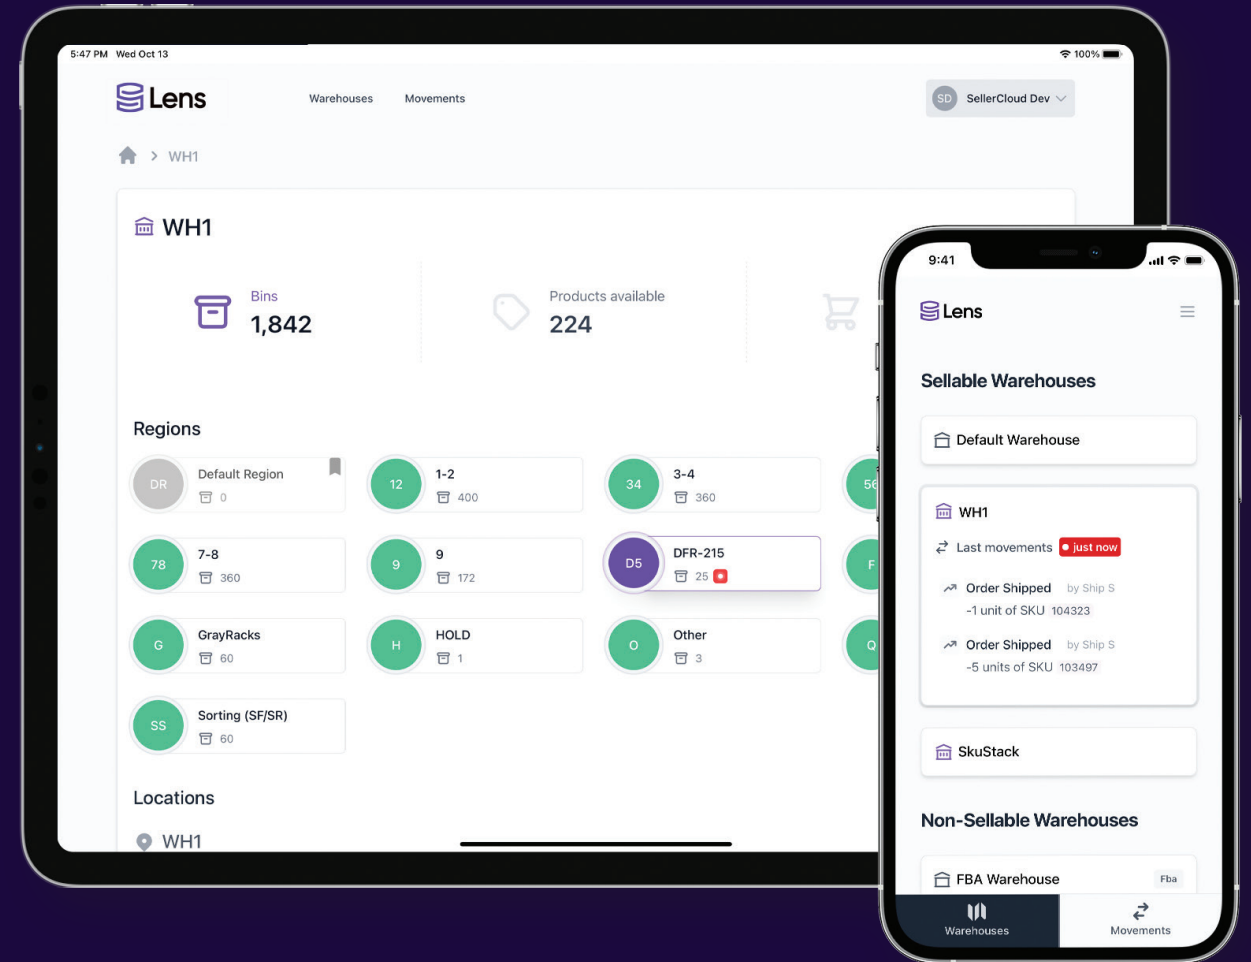 5:47 PM Wed Oct 13
100%
Lens
Warehouses
Movements
SD
SellerCloud Dev
WH1
WH1
Bins
1,842
Products available
224
Regions
DR
Default Region
0
12
1-2
400
34
3-4
360
56
78
7-8
360
9
9
172
D5
DFR-215
25
F
G
GrayRacks
60
H
HOLD
1
O
Other
3
Q
SS
Sorting (SF/SR)
60
Locations
WH1
9:41
Lens
Sellable Warehouses
Default Warehouse
WH1
Last movements just now
Order Shipped by Ship S
-1 unit of SKU 104323
Order Shipped by Ship S
-5 units of SKU 103497
SkuStack
Non-Sellable Warehouses
FBA Warehouse
Fba
Warehouses
Movements